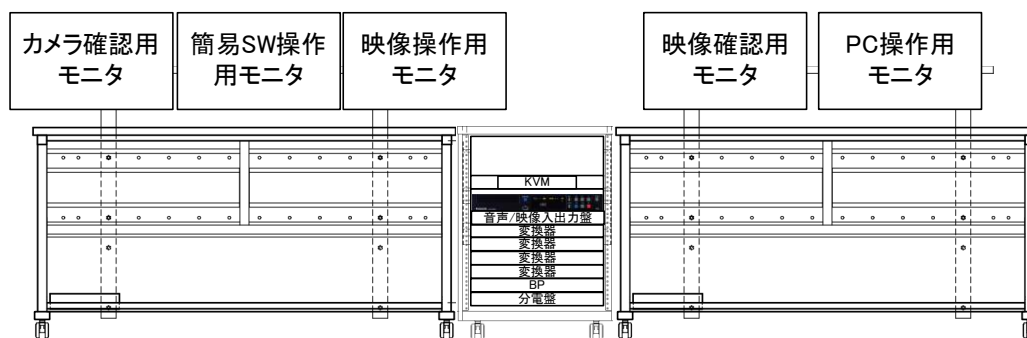 カメラ確認用
モニタ
簡易SW操作
用モニタ
映像操作用
モニタ
映像確認用
モニタ
PC操作用
モニタ
KVM
音声/映像入出力盤
変換器
変換器
変換器
変換器
BP
分電盤